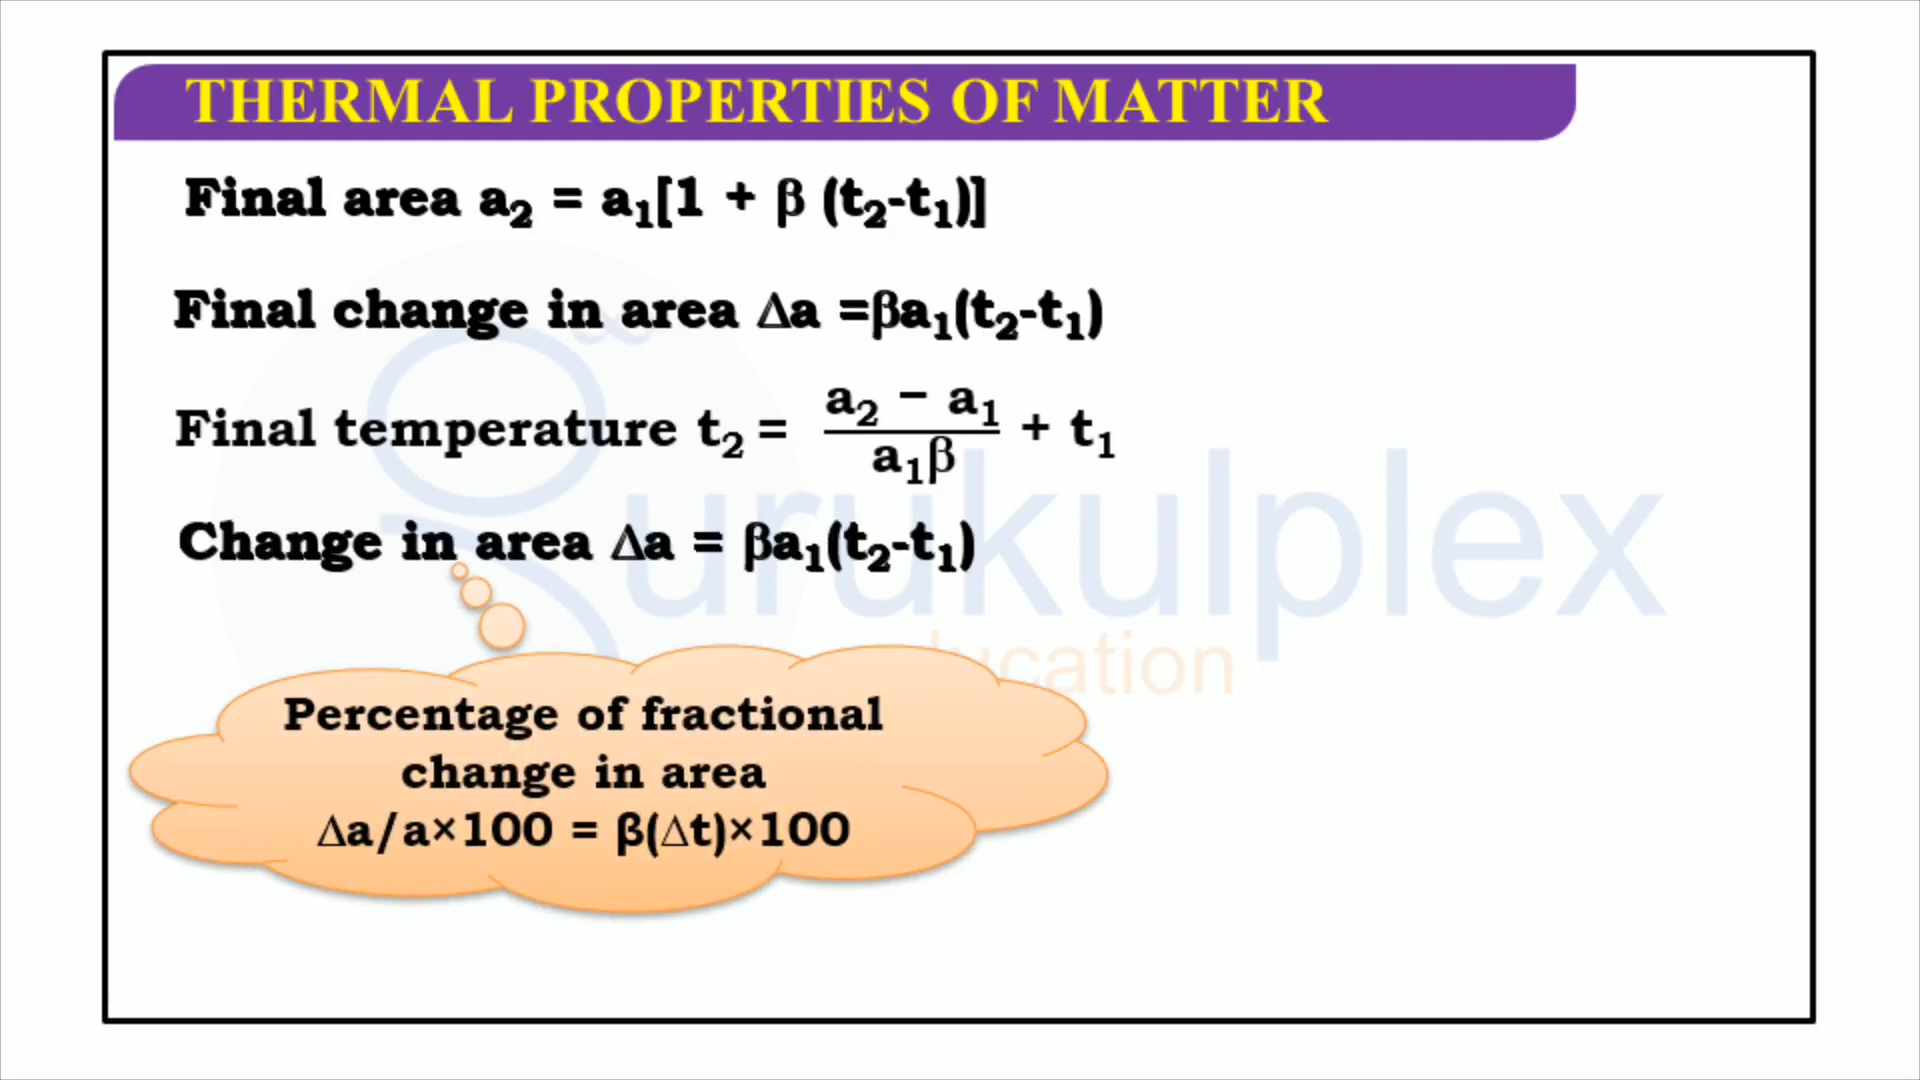 THERMAL PROPERTIES OF MATTER
Final area a₂ = a₁[1 + β (t₂-t₁)]
Final change in area Δa =βa₁(t₂-t₁)
Final temperature t₂ = (a₂ − a₁)/(a₁β) + t₁
Change in area Δa = βa₁(t₂-t₁)
urukulplex
Percentage of fractional
change in area
Δa/a×100 = β(Δt)×100